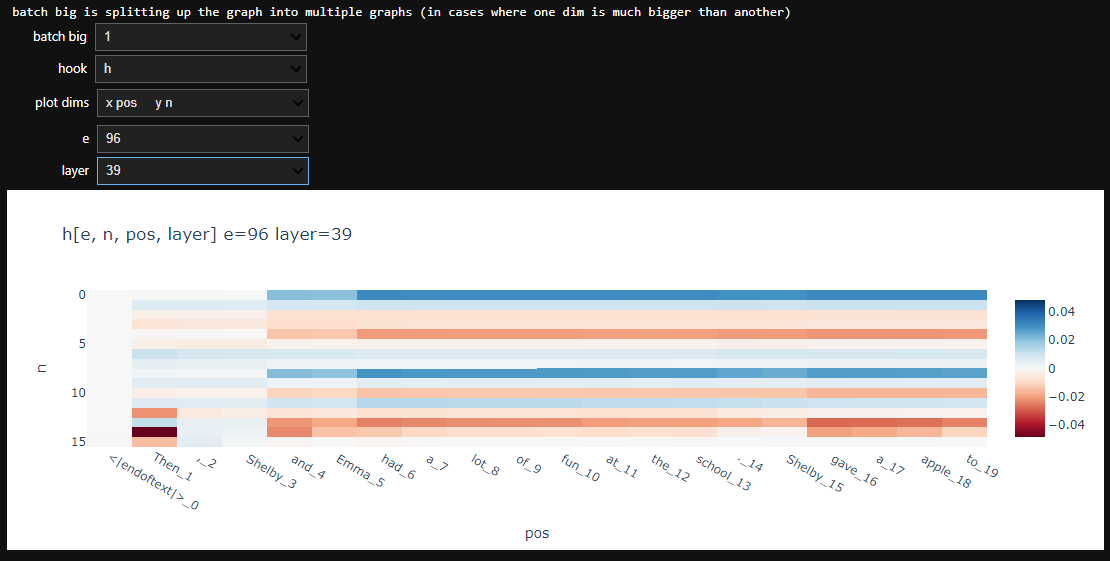 batch big is splitting up the graph into multiple graphs (in cases where one dim is much bigger than another)
batch big 1
hook h
plot dims x pos y n
e 96
layer 39
h[e, n, pos, layer] e=96 layer=39
0
5
10
15
n
<|endoftext|>_0
Then_1
,_2
Shelby_3
and_4
Emma_5
had_6
a_7
lot_8
of_9
fun_10
at_11
the_12
school_13
._14
Shelby_15
gave_16
a_17
apple_18
to_19
pos
0.04
0.02
0
−0.02
−0.04